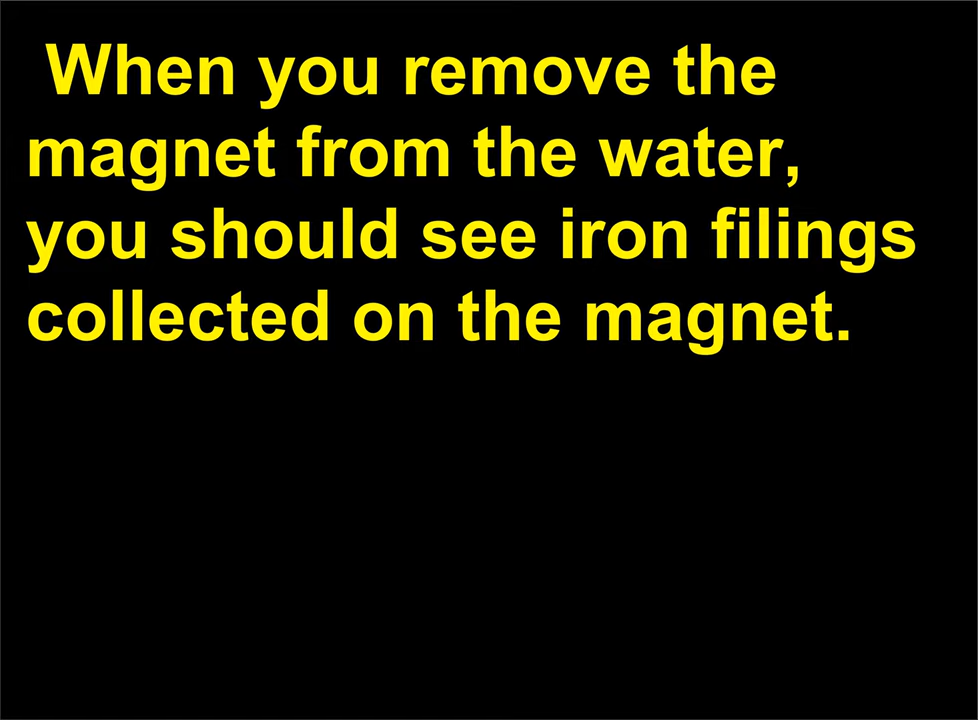 When you remove the
magnet from the water,
you should see iron filings
collected on the magnet.